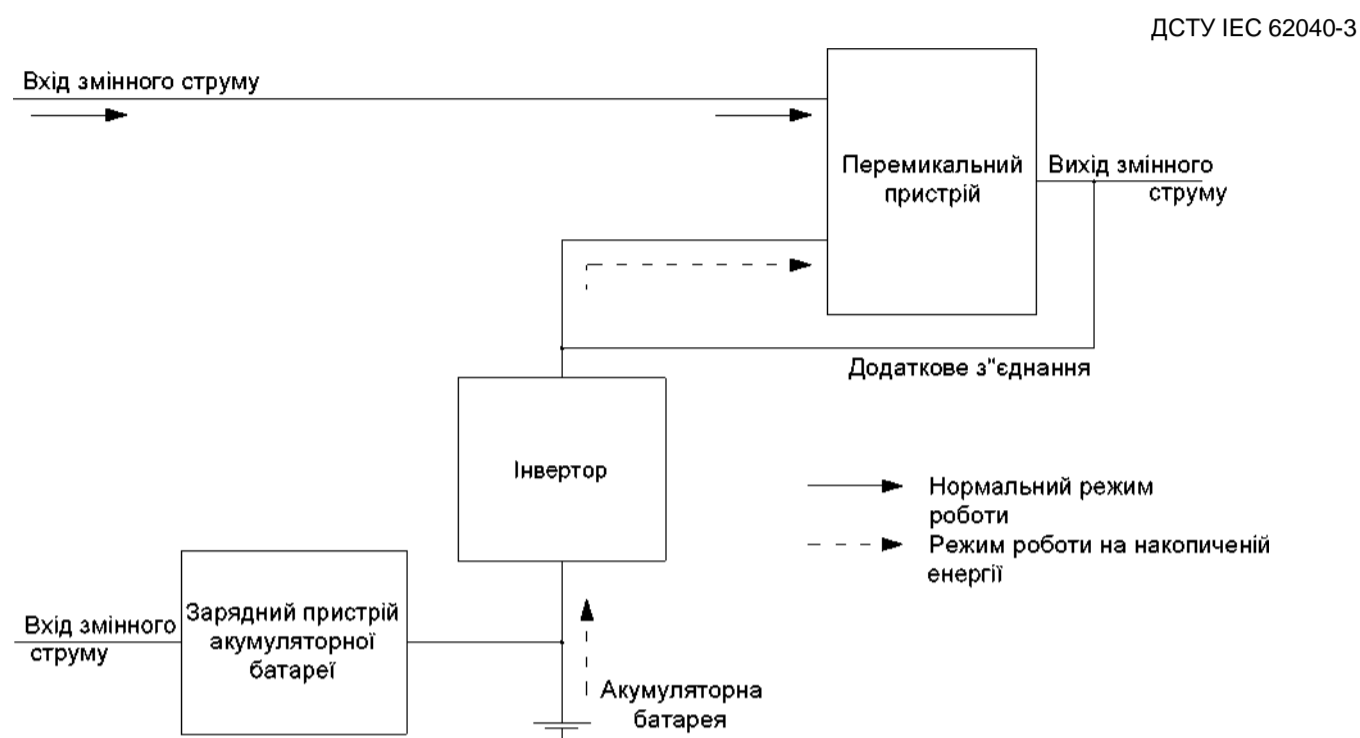 ДСТУ IEC 62040-3
Вхід змінного струму
Перемикальний
пристрій
Вихід змінного
струму
Додаткове з"єднання
Інвертор
Нормальний режим
роботи
Режим роботи на накопиченій
енергії
Вхід змінного
струму
Зарядний пристрій
акумуляторної
батареї
Акумуляторна
батарея